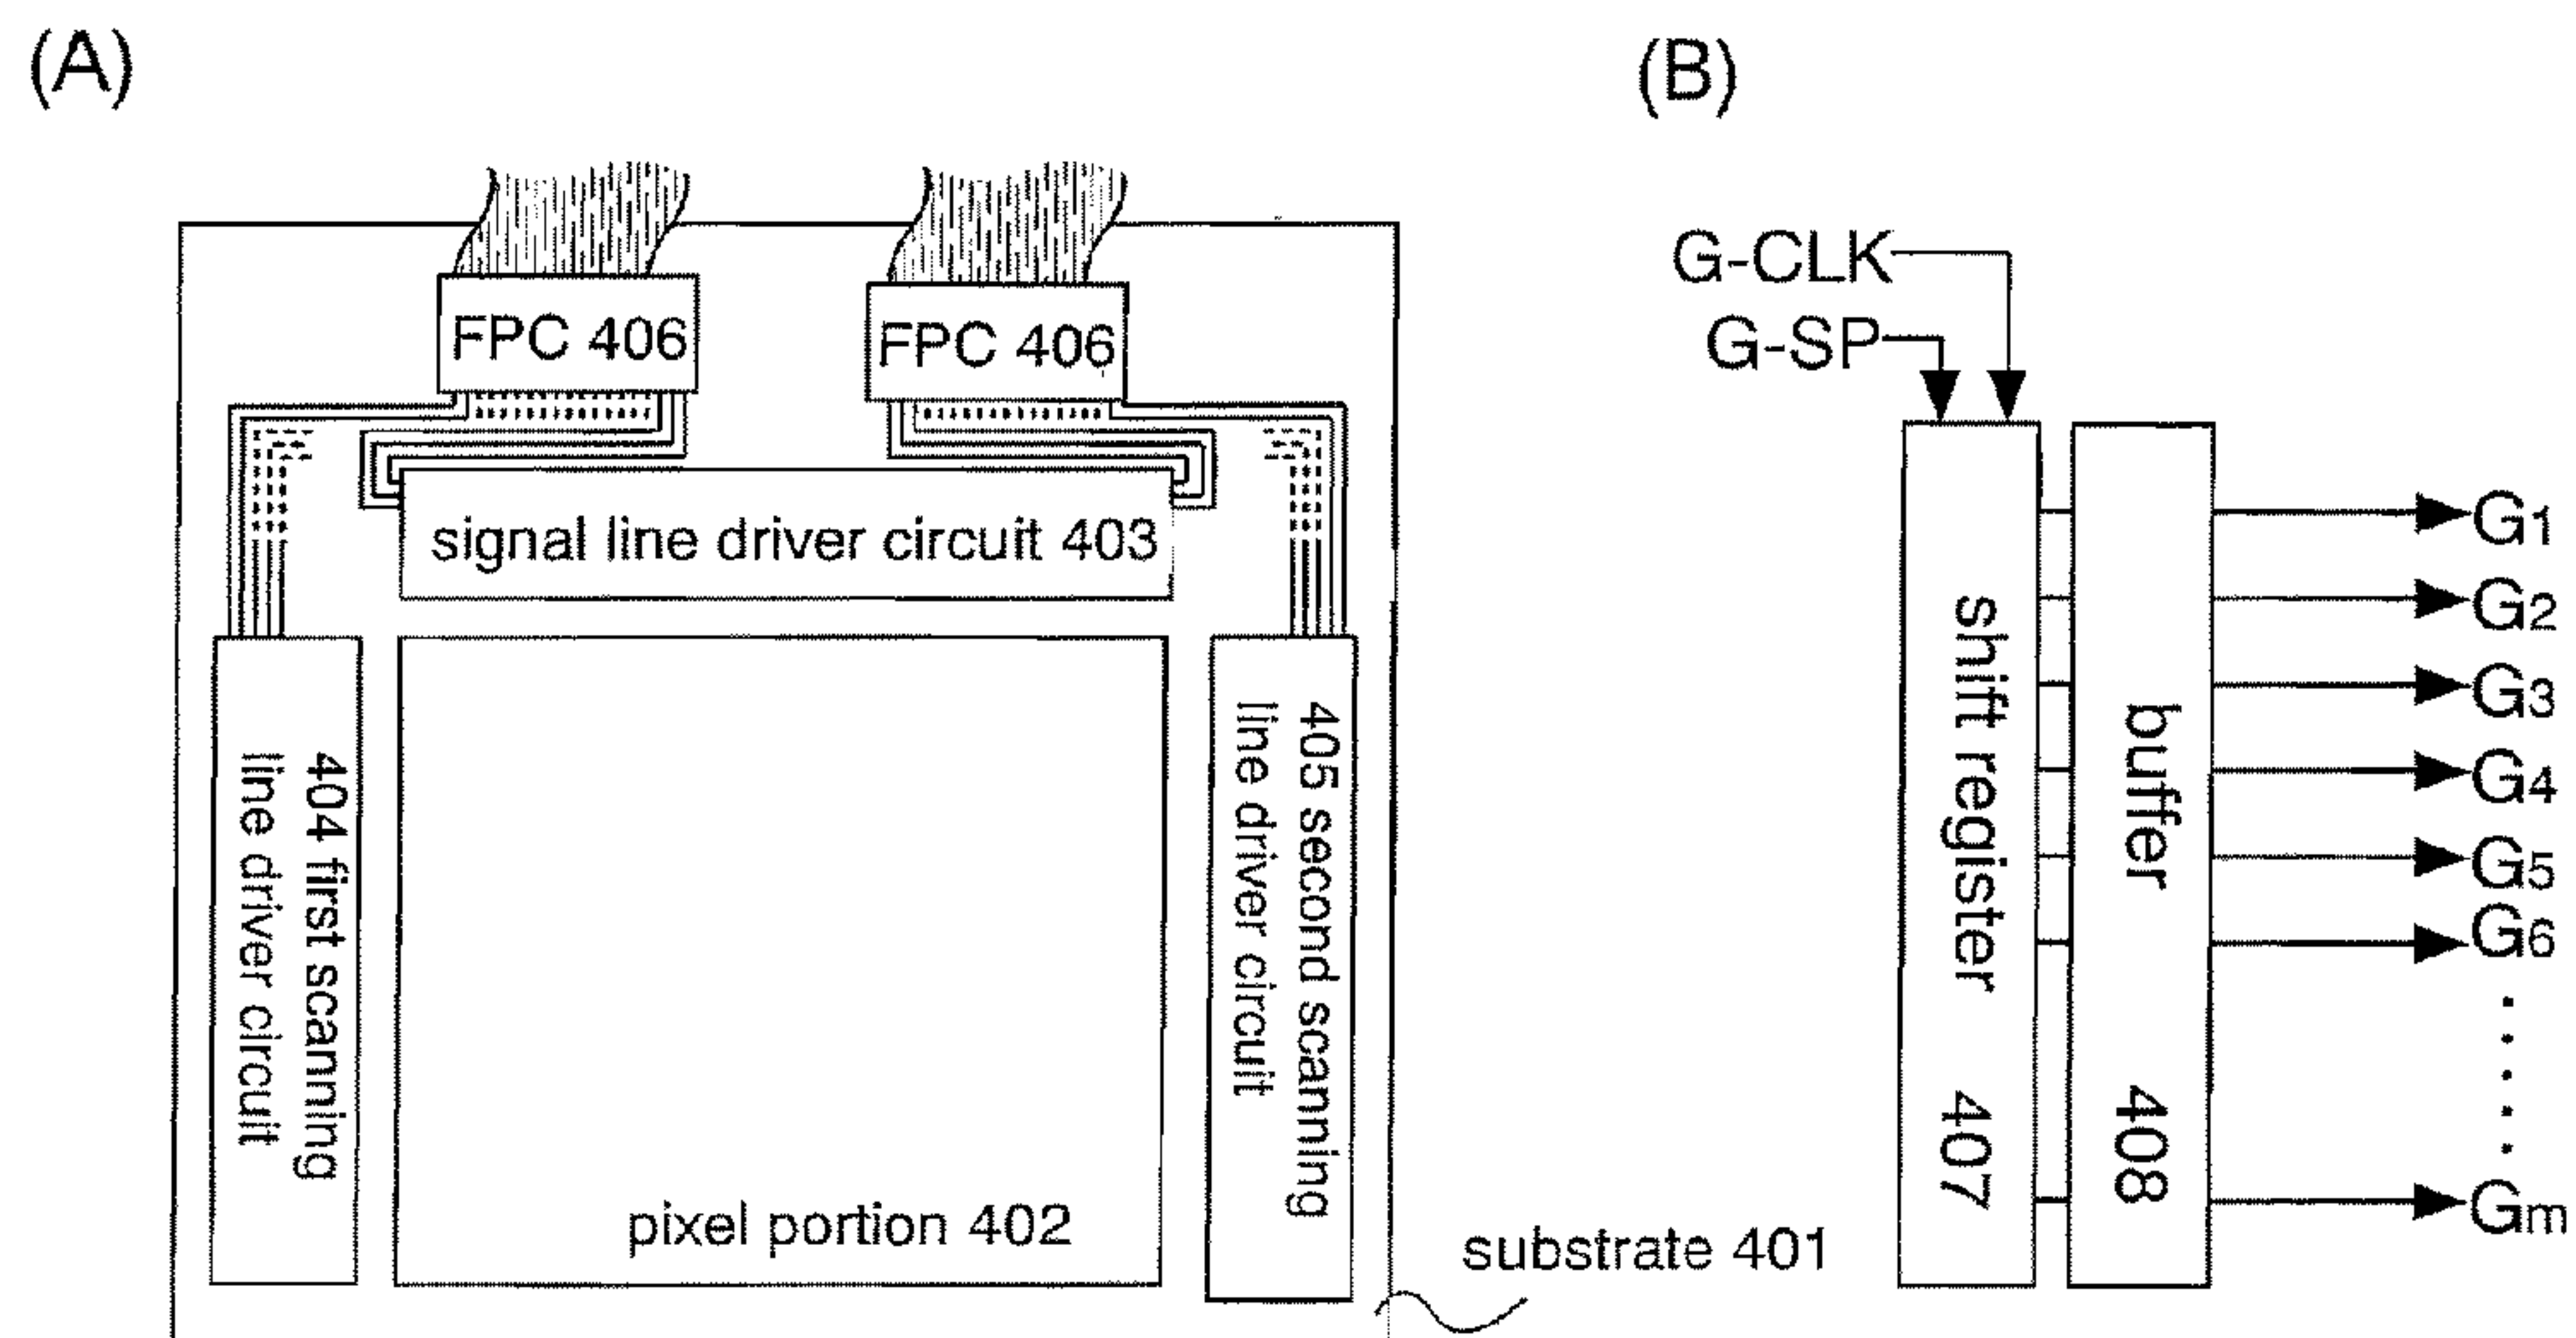 (A)
FPC 406
FPC 406
signal line driver circuit 403
404 first scanning
line driver circuit
pixel portion 402
405 second scanning
line driver circuit
substrate 401
(B)
G-CLK
G-SP
shift register 407
buffer 408
G1
G2
G3
G4
G5
G6
Gm